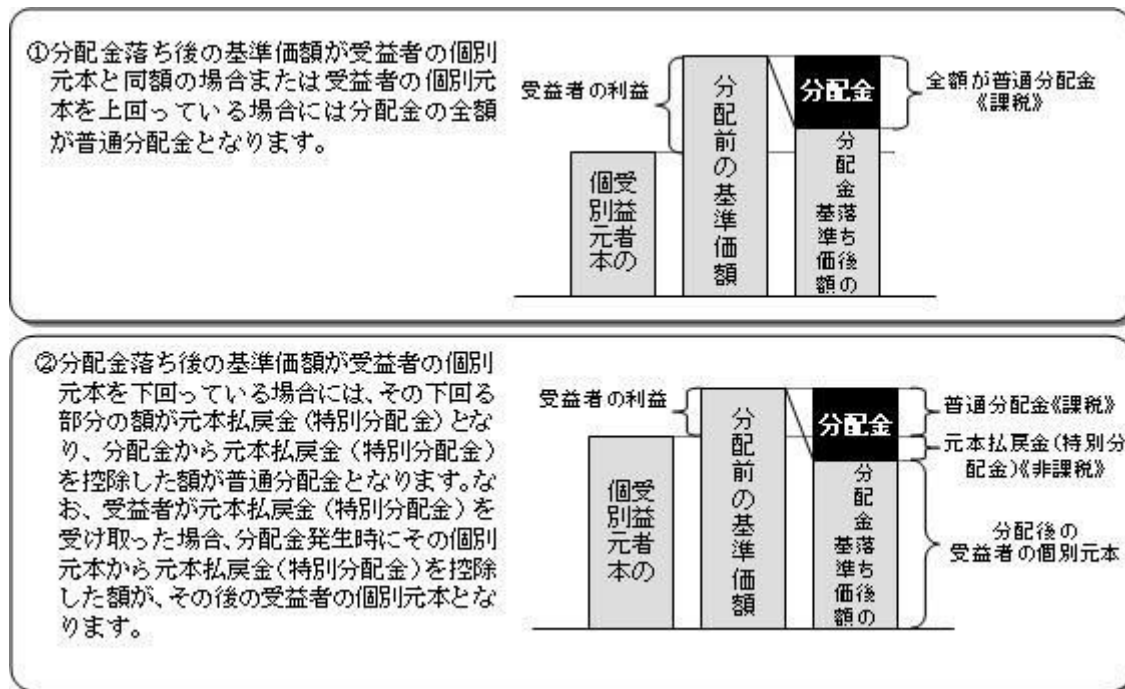 ①分配金落ち後の基準価額が受益者の個別
元本と同額の場合または受益者の個別元
本を上回っている場合には分配金の全額
が普通分配金となります。
受益者の利益
受益者の
個別元本
分配前の基準価額
分配金
分配金落ち後の
基準価額
全額が普通分配金
《課税》
②分配金落ち後の基準価額が受益者の個別
元本を下回っている場合には、その下回る
部分の額が元本払戻金(特別分配金)とな
り、分配金から元本払戻金(特別分配金)
を控除した額が普通分配金となります。な
お、受益者が元本払戻金(特別分配金)を
受け取った場合、分配金発生時にその個別
元本から元本払戻金(特別分配金)を控除
した額が、その後の受益者の個別元本とな
ります。
受益者の利益
受益者の
個別元本
分配前の基準価額
分配金
分配金落ち後の
基準価額
普通分配金《課税》
元本払戻金(特別分
配金)《非課税》
分配後の
受益者の個別元本